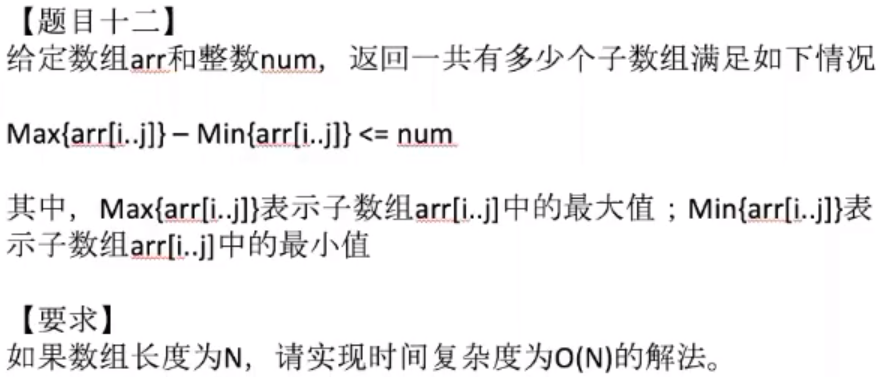 【题目十二】
给定数组arr和整数num，返回一共有多少个子数组满足如下情况
Max{arr[i..j]} – Min{arr[i..j]} <= num
其中，Max{arr[i..j]}表示子数组arr[i..j]中的最大值；Min{arr[i..j]}表
示子数组arr[i..j]中的最小值
【要求】
如果数组长度为N，请实现时间复杂度为O(N)的解法。